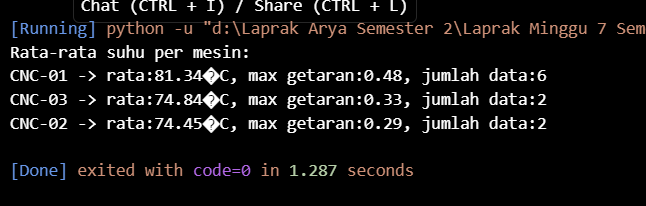 Chat (CTRL + I) / Share (CTRL + L)
[Running] python -u "d:\Laprak Arya Semester 2\Laprak Minggu 7 Sem
Rata-rata suhu per mesin:
CNC-01 -> rata:81.34�C, max getaran:0.48, jumlah data:6
CNC-03 -> rata:74.84�C, max getaran:0.33, jumlah data:2
CNC-02 -> rata:74.45�C, max getaran:0.29, jumlah data:2
[Done] exited with code=0 in 1.287 seconds